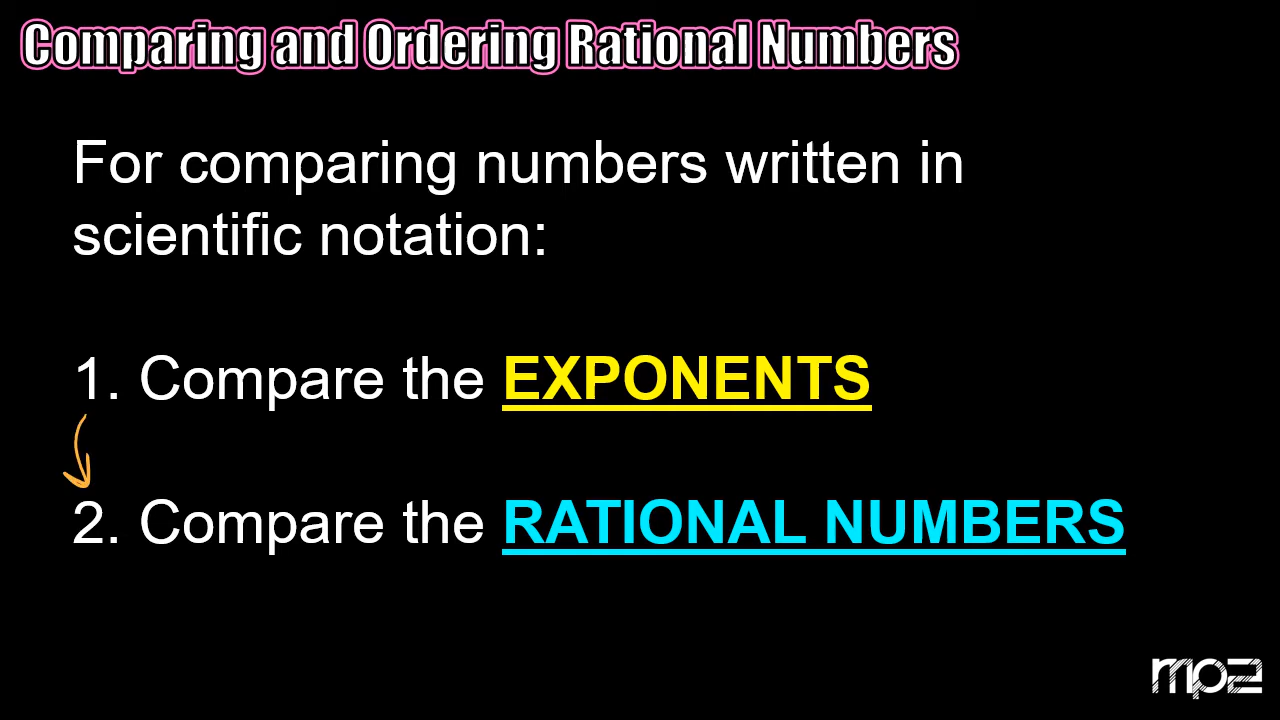 Comparing and Ordering Rational Numbers
For comparing numbers written in
scientific notation:
1. Compare the EXPONENTS
2. Compare the RATIONAL NUMBERS
mp2